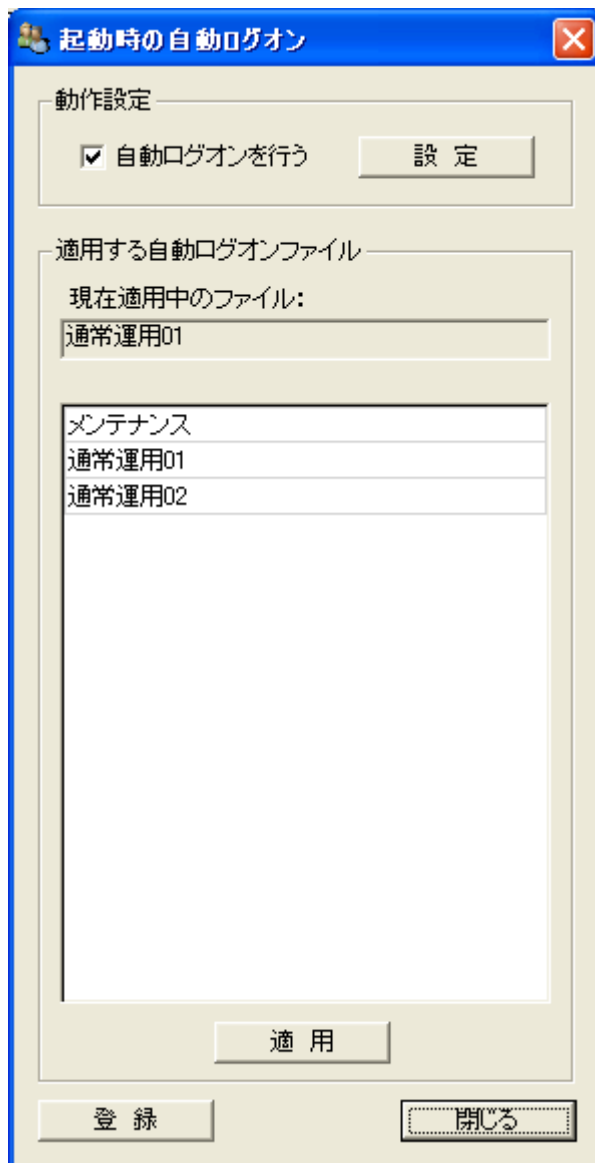 起動時の自動ログオン
動作設定
自動ログオンを行う
設 定
適用する自動ログオンファイル
現在適用中のファイル:
通常運用01
メンテナンス
通常運用01
通常運用02
適 用
登 録
閉じる